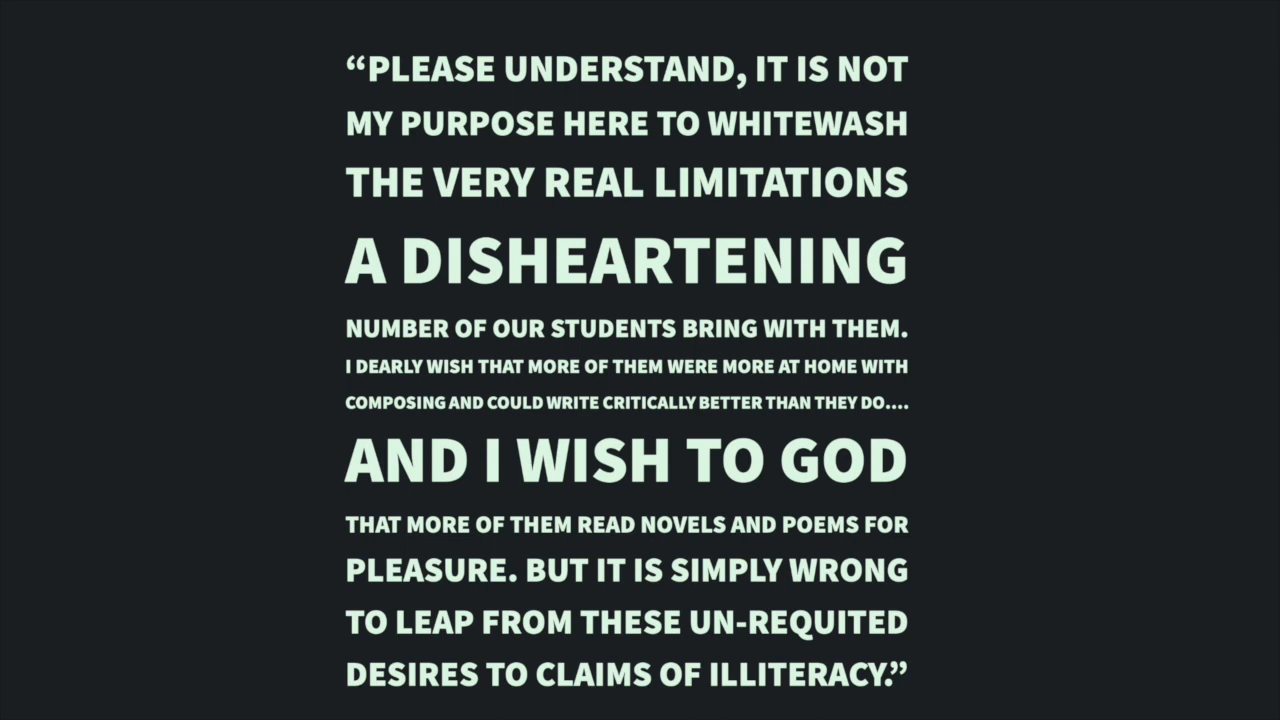 “PLEASE UNDERSTAND, IT IS NOT
MY PURPOSE HERE TO WHITEWASH
THE VERY REAL LIMITATIONS
A DISHEARTENING
NUMBER OF OUR STUDENTS BRING WITH THEM.
I DEARLY WISH THAT MORE OF THEM WERE MORE AT HOME WITH
COMPOSING AND COULD WRITE CRITICALLY BETTER THAN THEY DO....
AND I WISH TO GOD
THAT MORE OF THEM READ NOVELS AND POEMS FOR
PLEASURE. BUT IT IS SIMPLY WRONG
TO LEAP FROM THESE UN-REQUITED
DESIRES TO CLAIMS OF ILLITERACY.”